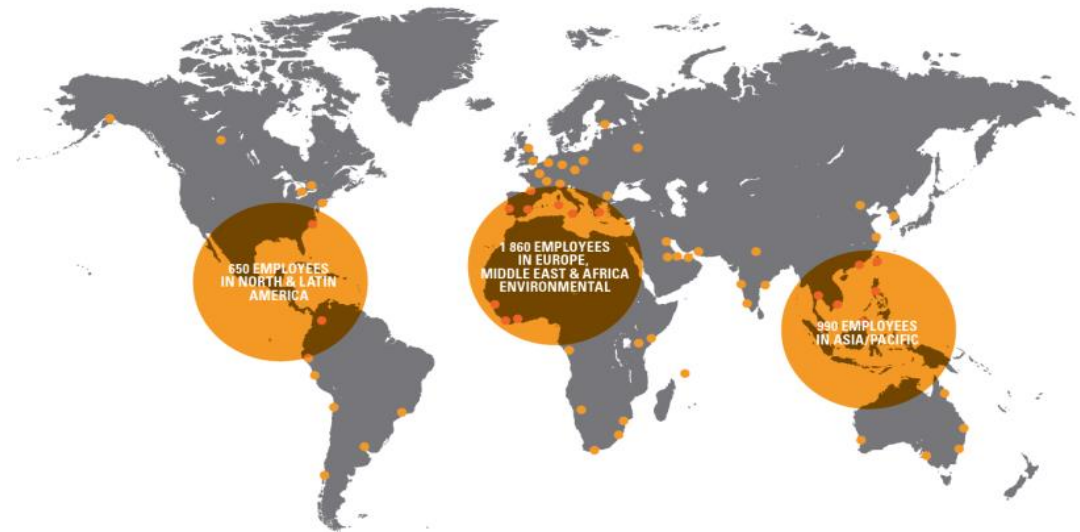 650 EMPLOYEES
IN NORTH & LATIN
AMERICA
1 860 EMPLOYEES
IN EUROPE,
MIDDLE EAST & AFRICA
ENVIRONMENTAL
990 EMPLOYEES
IN ASIA/PACIFIC